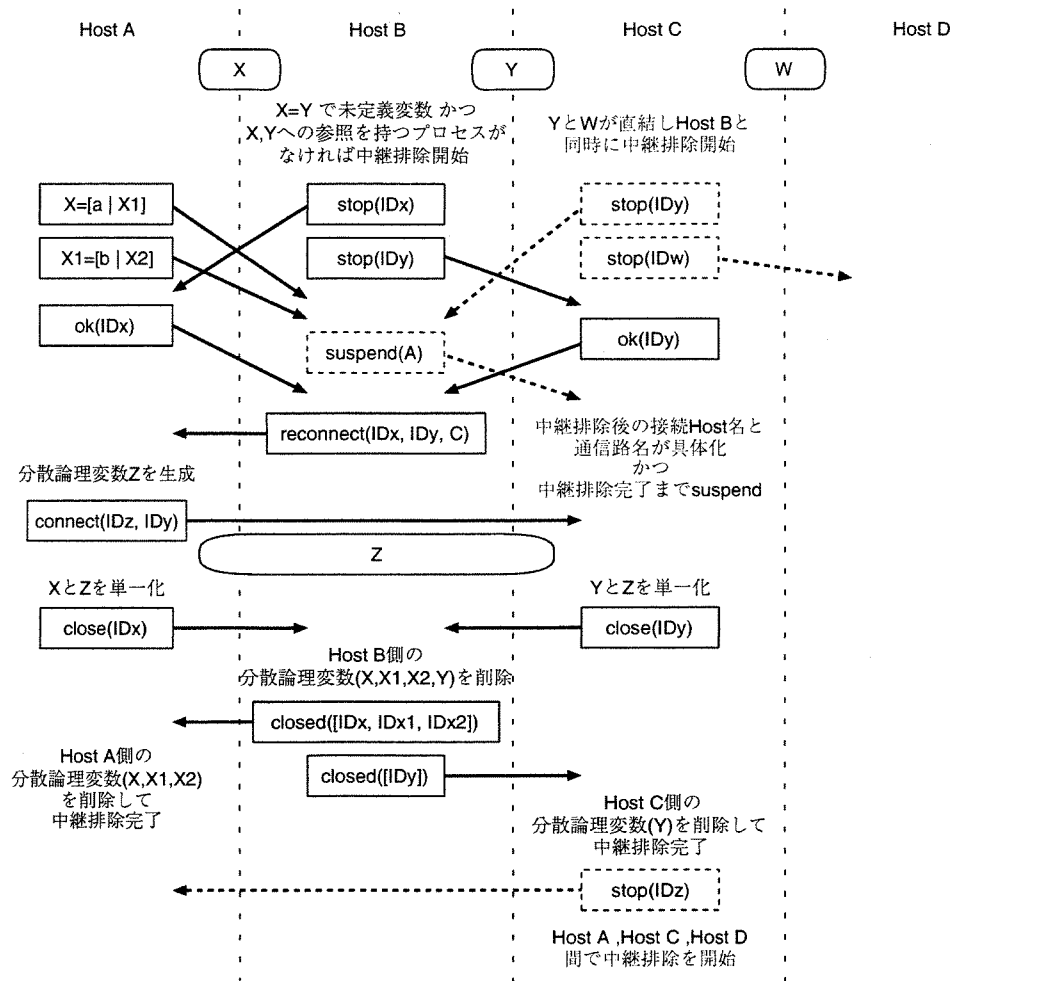 Host A
Host B
Host C
Host D
X
Y
W
X=Y で未定義変数 かつ
X,Yへの参照を持つプロセスが
なければ中継排除開始
YとWが直結しHost Bと
同時に中継排除開始
X=[a | X1]
stop(IDx)
stop(IDy)
X1=[b | X2]
stop(IDy)
stop(IDw)
ok(IDx)
suspend(A)
ok(IDy)
reconnect(IDx, IDy, C)
中継排除後の接続Host名と
通信路名が具体化
かつ
中継排除完了までsuspend
分散論理変数Zを生成
connect(IDz, IDy)
Z
XとZを単一化
YとZを単一化
close(IDx)
close(IDy)
Host B側の
分散論理変数(X,X1,X2,Y)を削除
closed([IDx, IDx1, IDx2])
Host A側の
分散論理変数(X,X1,X2)
を削除して
中継排除完了
closed([IDy])
Host C側の
分散論理変数(Y)を削除して
中継排除完了
stop(IDz)
Host A ,Host C ,Host D
間で中継排除を開始